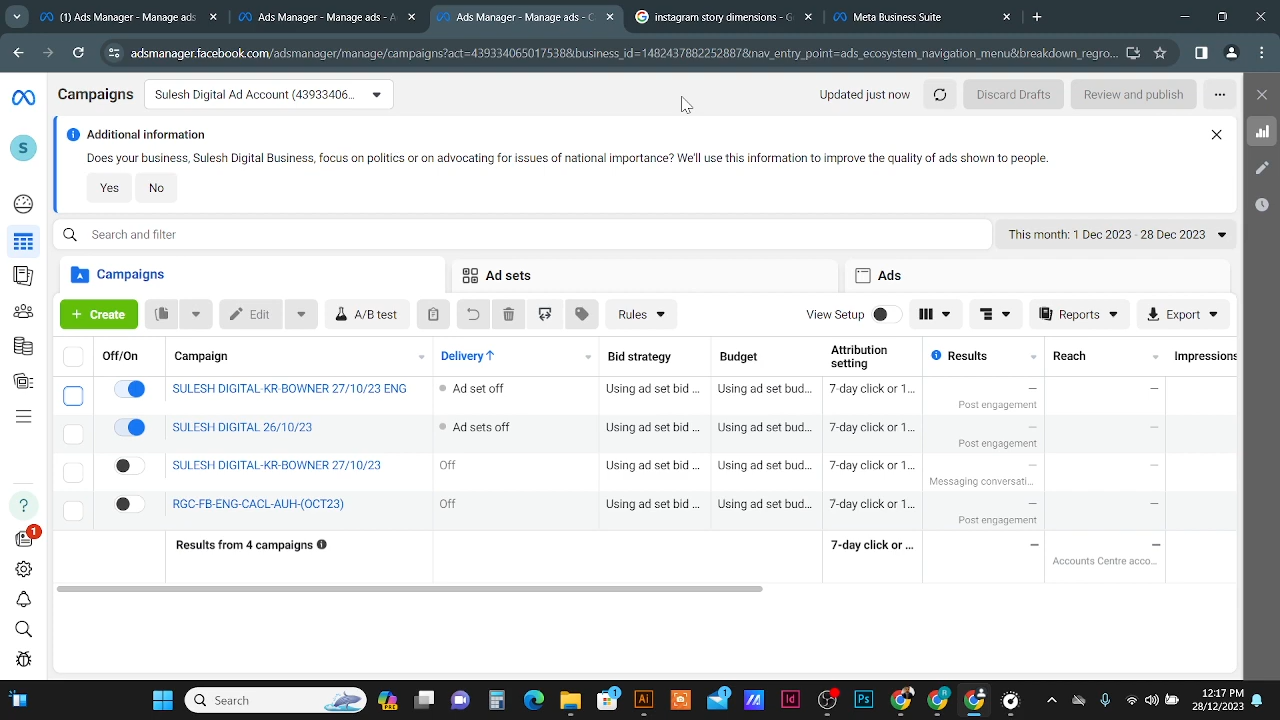 (1) Ads Manager - Manage ads
Ads Manager - Manage ads - A
Ads Manager - Manage ads - C
instagram story dimensions - G
Meta Business Suite
adsmanager.facebook.com/adsmanager/manage/campaigns?act=439334065017538&business_id=1482437882252887&nav_entry_point=ads_ecosystem_navigation_menu&breakdown_regro...
Campaigns
Sulesh Digital Ad Account (43933406...
Updated just now
Discard Drafts
Review and publish
S
Additional information
Does your business, Sulesh Digital Business, focus on politics or on advocating for issues of national importance? We'll use this information to improve the quality of ads shown to people.
Yes
No
Search and filter
This month: 1 Dec 2023 - 28 Dec 2023
Campaigns
Ad sets
Ads
+ Create
Edit
A/B test
Rules
View Setup
Reports
Export
Off/On
Campaign
Delivery ↑
Bid strategy
Budget
Attribution
setting
Results
Reach
Impressions
SULESH DIGITAL-KR-BOWNER 27/10/23 ENG
Ad set off
Using ad set bid ...
Using ad set bud...
7-day click or 1...
—
—
Post engagement
SULESH DIGITAL 26/10/23
Ad sets off
Using ad set bid ...
Using ad set bud...
7-day click or 1...
—
—
Post engagement
SULESH DIGITAL-KR-BOWNER 27/10/23
Off
Using ad set bid ...
Using ad set bud...
7-day click or 1...
—
—
Messaging conversati...
RGC-FB-ENG-CACL-AUH-(OCT23)
Off
Using ad set bid ...
Using ad set bud...
7-day click or 1...
—
—
Post engagement
Results from 4 campaigns
7-day click or ...
—
—
Accounts Centre acco...
?
1
Search
PRE
1
Ai
1
Id
Ps
R
12:17 PM
28/12/2023